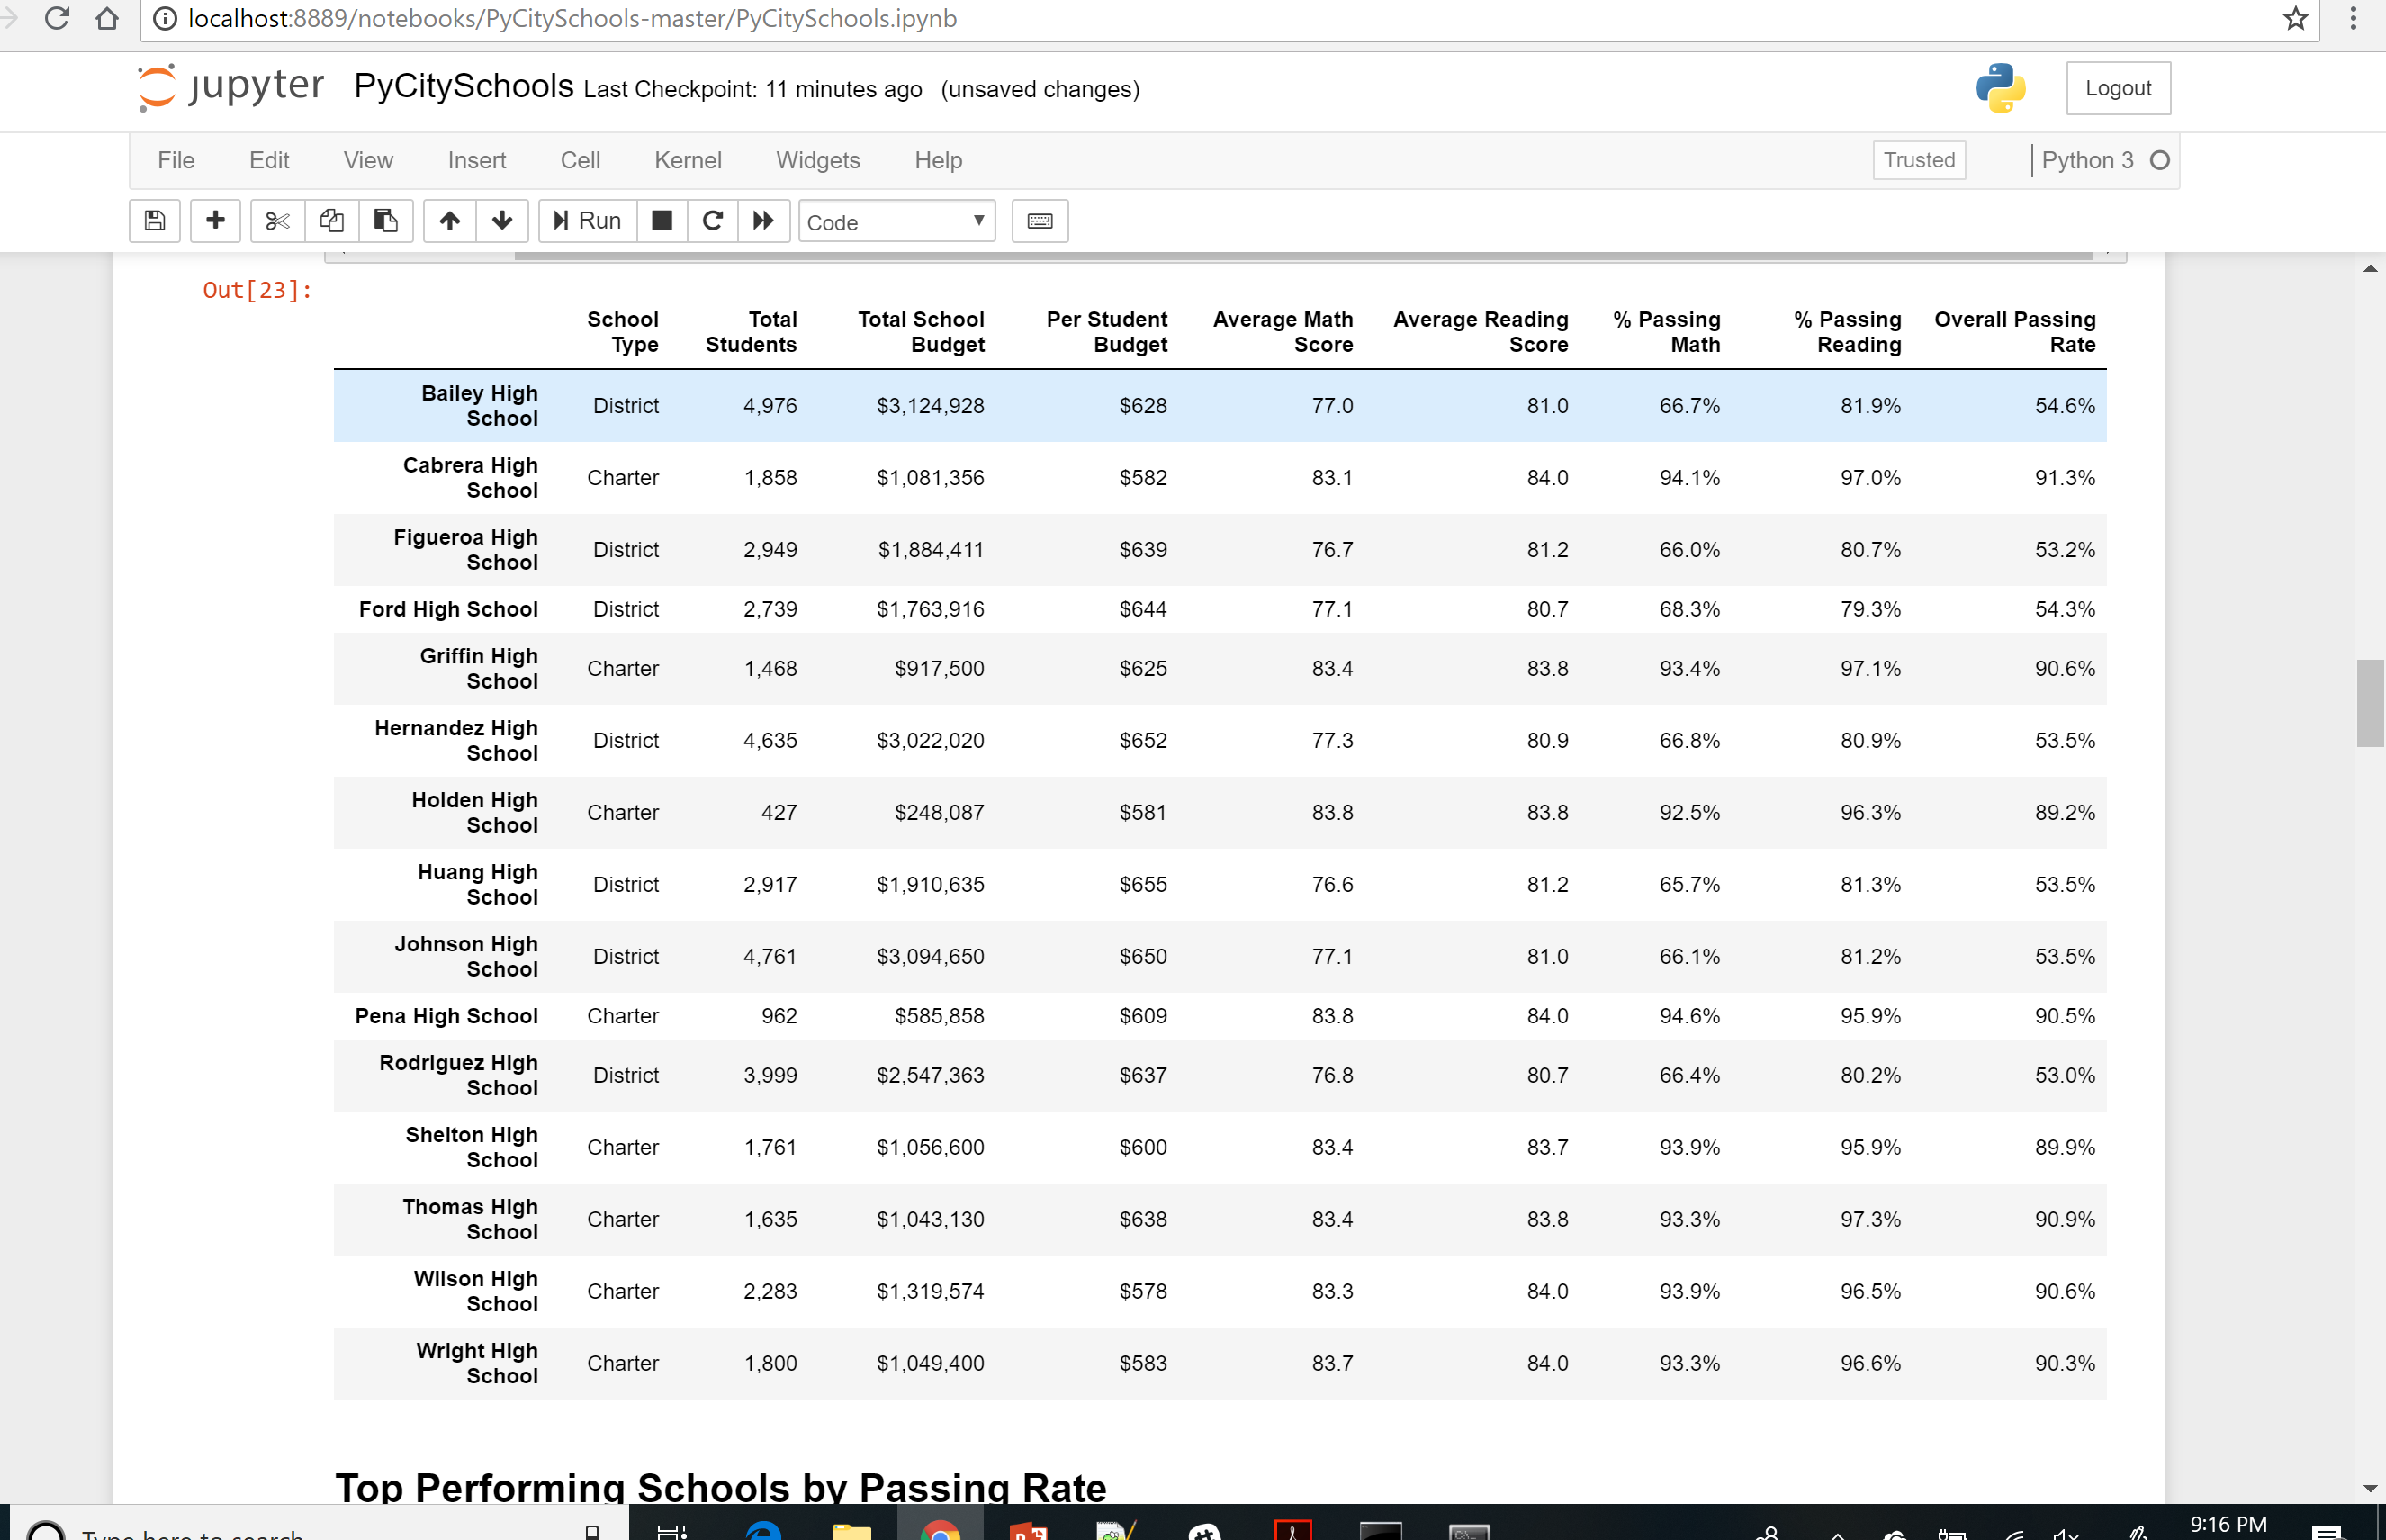 localhost:8889/notebooks/PyCitySchools-master/PyCitySchools.ipynb
jupyter PyCitySchools Last Checkpoint: 11 minutes ago (unsaved changes) Logout
File Edit View Insert Cell Kernel Widgets Help Trusted Python 3
Run Code
Out[23]:
School Total Total School Per Student Average Math Average Reading % Passing % Passing Overall Passing
Type Students Budget Budget Score Score Math Reading Rate
Bailey High
School District 4,976 $3,124,928 $628 77.0 81.0 66.7% 81.9% 54.6%
Cabrera High
School Charter 1,858 $1,081,356 $582 83.1 84.0 94.1% 97.0% 91.3%
Figueroa High
School District 2,949 $1,884,411 $639 76.7 81.2 66.0% 80.7% 53.2%
Ford High School District 2,739 $1,763,916 $644 77.1 80.7 68.3% 79.3% 54.3%
Griffin High
School Charter 1,468 $917,500 $625 83.4 83.8 93.4% 97.1% 90.6%
Hernandez High
School District 4,635 $3,022,020 $652 77.3 80.9 66.8% 80.9% 53.5%
Holden High
School Charter 427 $248,087 $581 83.8 83.8 92.5% 96.3% 89.2%
Huang High
School District 2,917 $1,910,635 $655 76.6 81.2 65.7% 81.3% 53.5%
Johnson High
School District 4,761 $3,094,650 $650 77.1 81.0 66.1% 81.2% 53.5%
Pena High School Charter 962 $585,858 $609 83.8 84.0 94.6% 95.9% 90.5%
Rodriguez High
School District 3,999 $2,547,363 $637 76.8 80.7 66.4% 80.2% 53.0%
Shelton High
School Charter 1,761 $1,056,600 $600 83.4 83.7 93.9% 95.9% 89.9%
Thomas High
School Charter 1,635 $1,043,130 $638 83.4 83.8 93.3% 97.3% 90.9%
Wilson High
School Charter 2,283 $1,319,574 $578 83.3 84.0 93.9% 96.5% 90.6%
Wright High
School Charter 1,800 $1,049,400 $583 83.7 84.0 93.3% 96.6% 90.3%
Top Performing Schools by Passing Rate
Type here to search 9:16 PM